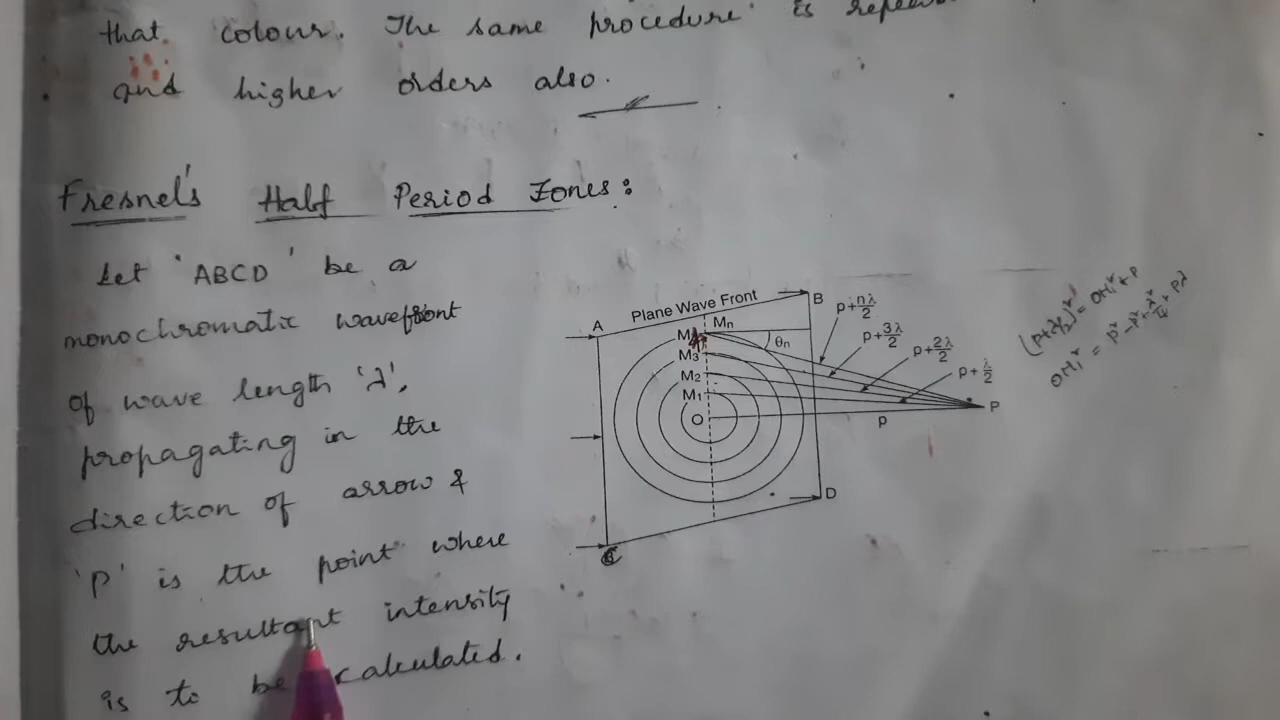 that colour. The same procedure is
and higher orders also.
Fresnel's Half Period Zones:
Let 'ABCD' be a
monochromatic wavefront
of wave length 'λ',
propagating in the
direction of arrow &
'P' is the point where
the resultant intensity
is to be calculated.
Plane Wave Front
A
B
C
D
Mn
M3
M2
M1
O
θn
p+nλ/2
p+3λ/2
p+2λ/2
p+λ/2
P
p